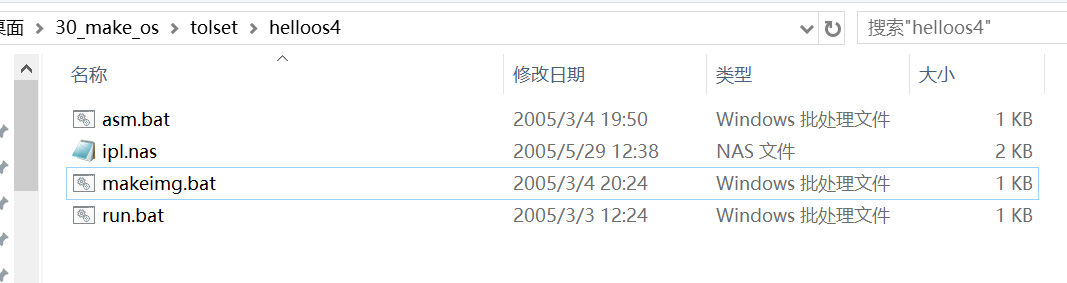 桌面 > 30_make_os > tolset > helloos4 搜索"helloos4"
名称 修改日期 类型 大小
asm.bat 2005/3/4 19:50 Windows 批处理文件 1 KB
ipl.nas 2005/5/29 12:38 NAS 文件 2 KB
makeimg.bat 2005/3/4 20:24 Windows 批处理文件 1 KB
run.bat 2005/3/3 12:24 Windows 批处理文件 1 KB